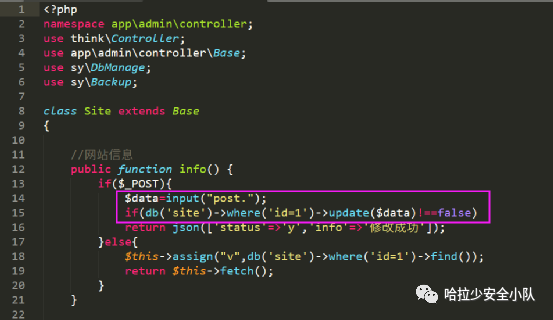 1 <?php
2 namespace app\admin\controller;
3 use think\Controller;
4 use app\admin\controller\Base;
5 use sy\DbManage;
6 use sy\Backup;
7
8 class Site extends Base
9 {
10
11 //网站信息
12 public function info() {
13 if($_POST){
14 $data=input("post.");
15 if(db('site')->where('id=1')->update($data)!==false)
16 return json(['status'=>'y','info'=>'修改成功']);
17 }else{
18 $this->assign("v",db('site')->where('id=1')->find());
19 return $this->fetch();
20 }
21 }
哈拉少安全小队